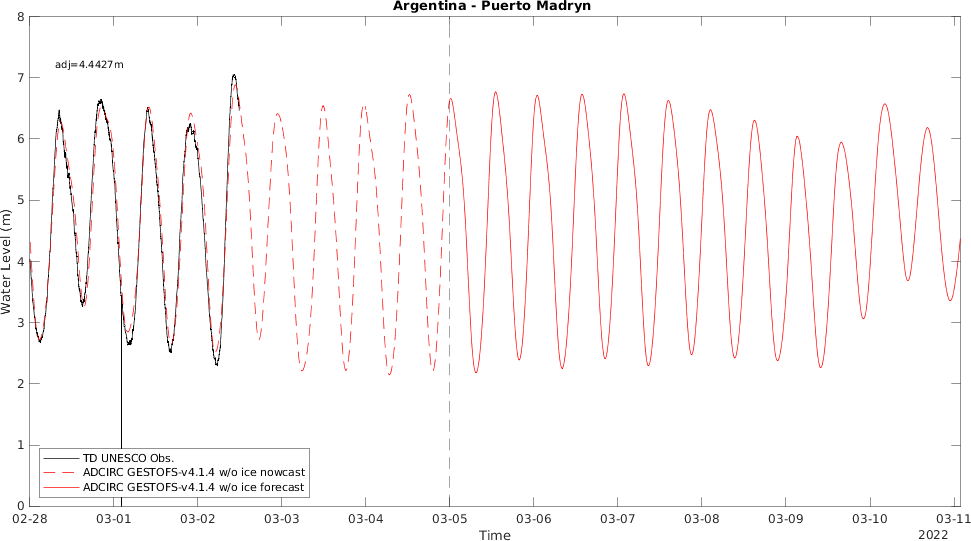 Argentina - Puerto Madryn
8
adj=4.4427m
7
6
5
4
3
2
1
0
Water Level (m)
TD UNESCO Obs.
ADCIRC GESTOFS-v4.1.4 w/o ice nowcast
ADCIRC GESTOFS-v4.1.4 w/o ice forecast
02-28 03-01 03-02 03-03 03-04 03-05 03-06 03-07 03-08 03-09 03-10 03-11
Time
2022